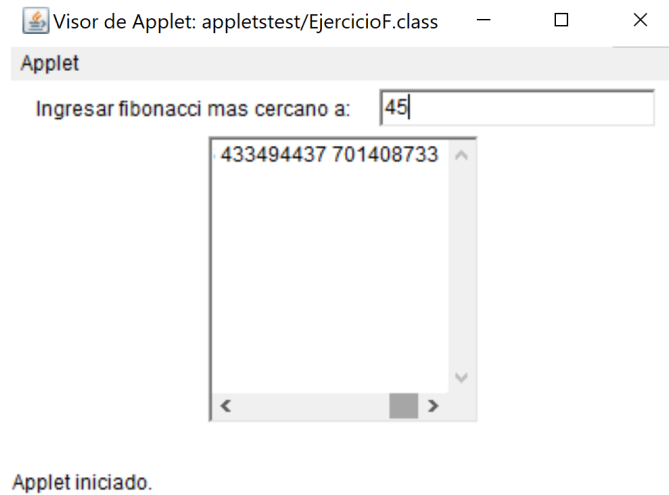 Visor de Applet: appletstest/EjercicioF.class
Applet
Ingresar fibonacci mas cercano a: 45
433494437 701408733
Applet iniciado.